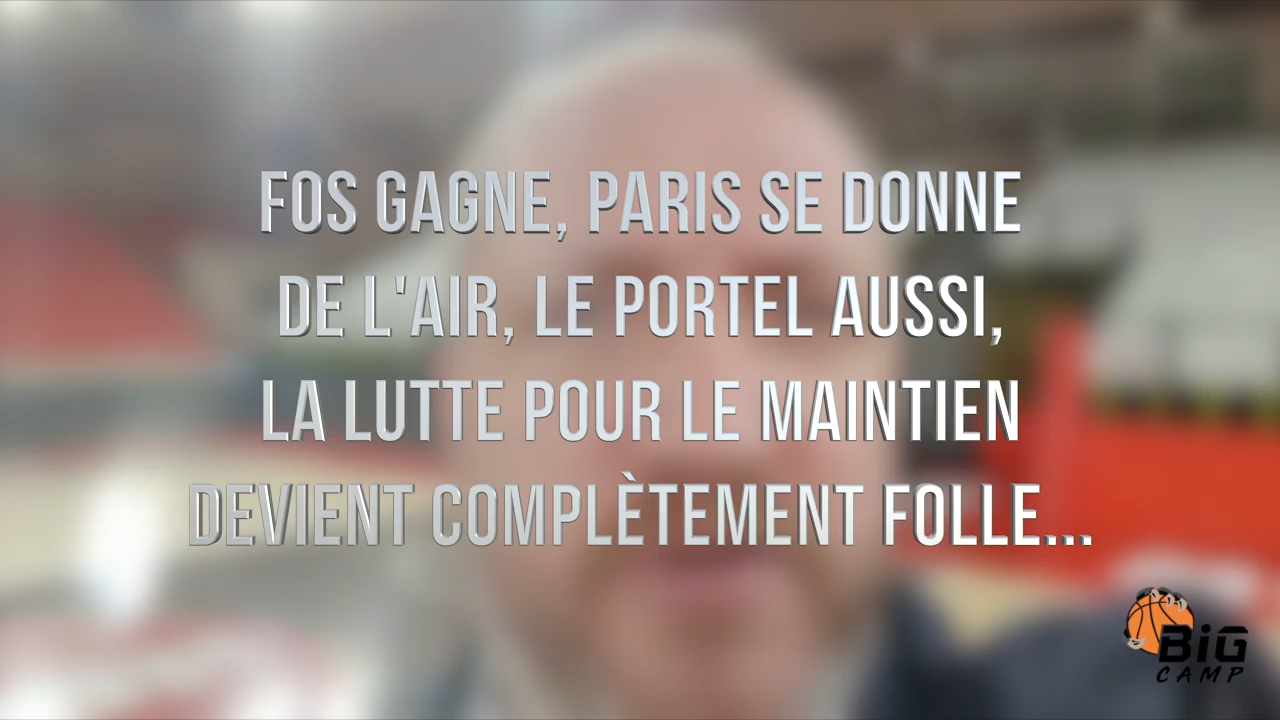 FOS GAGNE, PARIS SE DONNE
DE L'AIR, LE PORTEL AUSSI,
LA LUTTE POUR LE MAINTIEN
DEVIENT COMPLÈTEMENT FOLLE...
BiG
CAMP